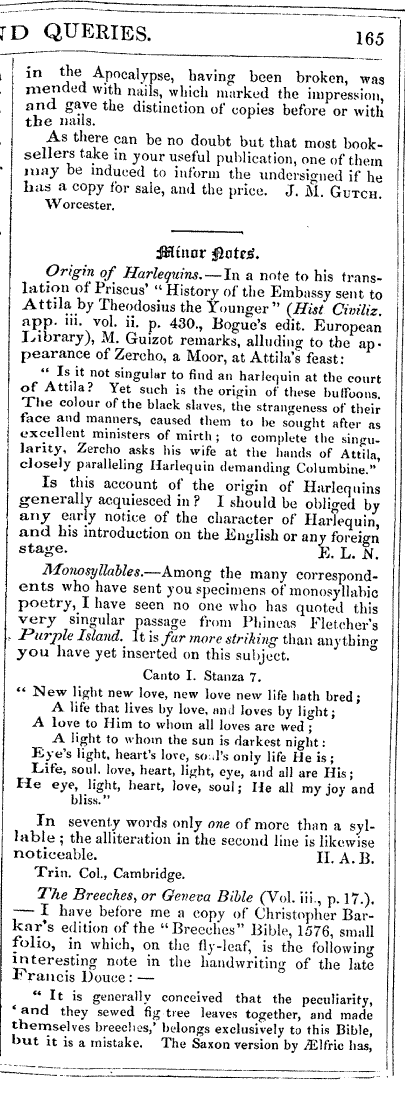 ND QUERIES. 165
in the Apocalypse, having been broken, was
mended with nails, which marked the impression,
and gave the distinction of copies before or with
the nails.
As there can be no doubt but that most book-
sellers take in your useful publication, one of them
may be induced to inform the undersigned if he
has a copy for sale, and the price. J. M. GUTCH.
Worcester.
Minor Notes.
Origin of Harlequins.—In a note to his trans-
lation of Priscus' "History of the Embassy sent to
Attila by Theodosius the Younger" (Hist Civiliz.
app. iii. vol. ii. p. 430., Bogue's edit. European
Library), M. Guizot remarks, alluding to the ap-
pearance of Zercho, a Moor, at Attila's feast:
"Is it not singular to find an harlequin at the court
of Attila? Yet such is the origin of these buffoons.
The colour of the black slaves, the strangeness of their
face and manners, caused them to be sought after as
excellent ministers of mirth; to complete the singu-
larity, Zercho asks his wife at the hands of Attila,
closely paralleling Harlequin demanding Columbine."
Is this account of the origin of Harlequins
generally acquiesced in? I should be obliged by
any early notice of the character of Harlequin,
and his introduction on the English or any foreign
stage. E. L. N.
Monosyllables.—Among the many correspond-
ents who have sent you specimens of monosyllabic
poetry, I have seen no one who has quoted this
very singular passage from Phineas Fletcher's
Purple Island. It is far more striking than anything
you have yet inserted on this subject.
Canto I. Stanza 7.
"New light new love, new love new life hath bred;
A life that lives by love, and loves by light;
A love to Him to whom all loves are wed;
A light to whom the sun is darkest night:
Eye's light, heart's love, soul's only life He is;
Life, soul, love, heart, light, eye, and all are His;
He eye, light, heart, love, soul; He all my joy and
bliss."
In seventy words only one of more than a syl-
lable; the alliteration in the second line is likewise
noticeable. H. A. B.
Trin. Col., Cambridge.
The Breeches, or Geneva Bible (Vol. iii., p. 17.).
— I have before me a copy of Christopher Bar-
kar's edition of the "Breeches" Bible, 1576, small
folio, in which, on the fly-leaf, is the following
interesting note in the handwriting of the late
Francis Douce:—
"It is generally conceived that the peculiarity,
'and they sewed fig tree leaves together, and made
themselves breeches,' belongs exclusively to this Bible,
but it is a mistake. The Saxon version by Ælfric has,